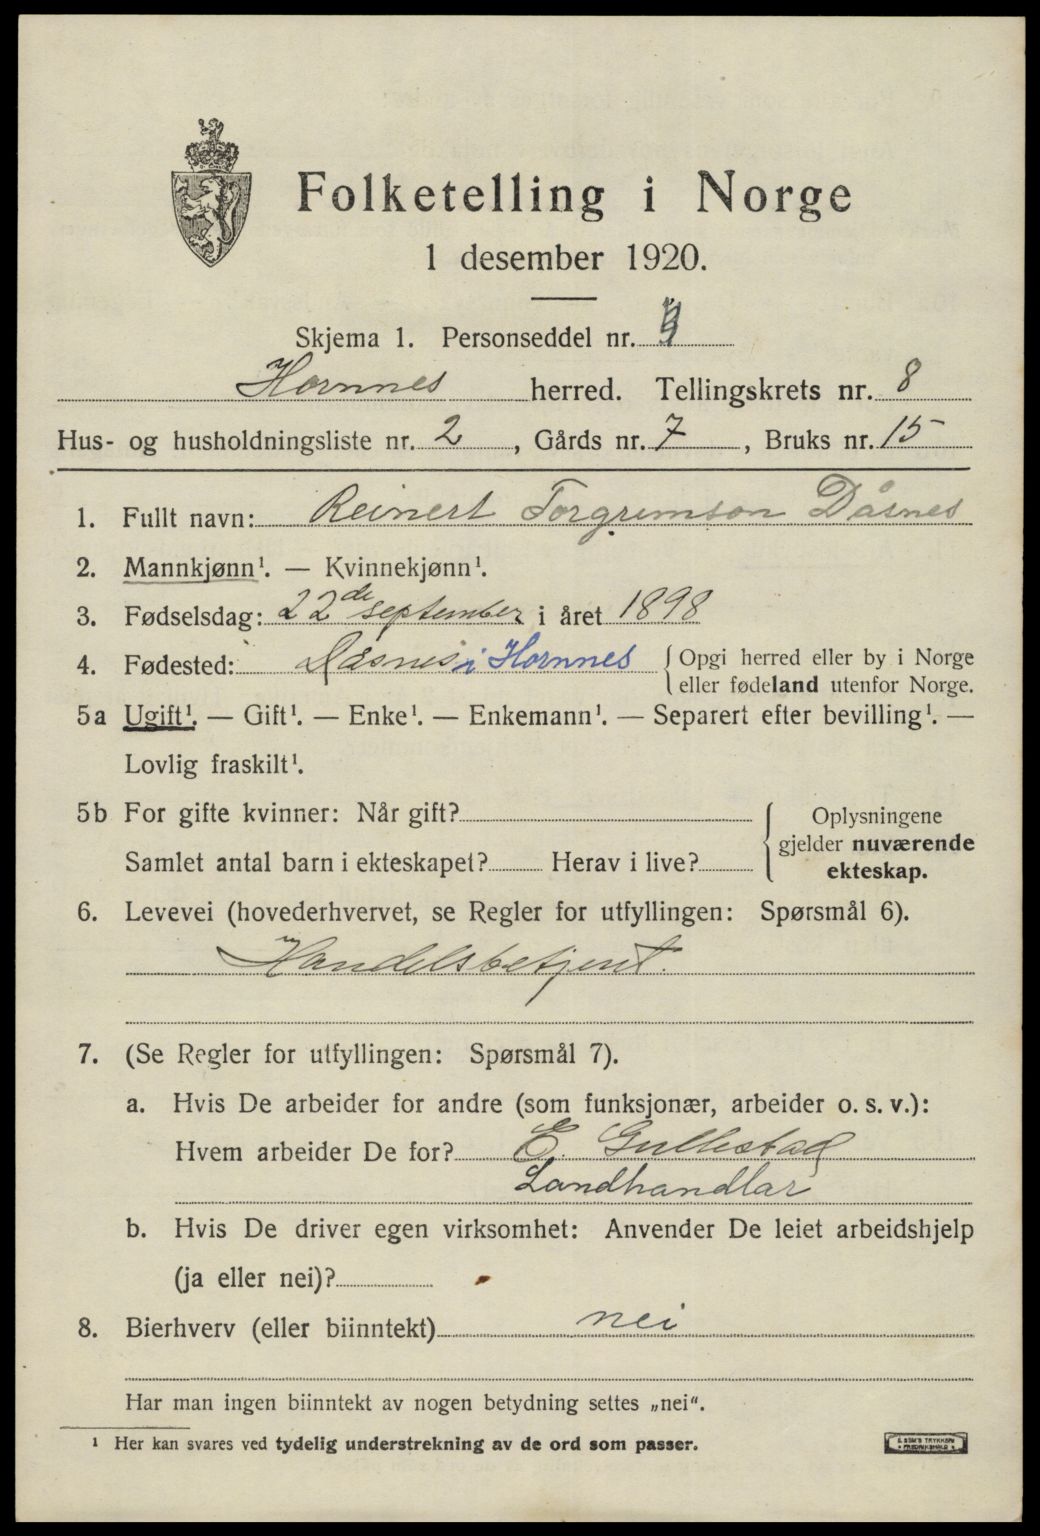 Folketelling i Norge
1 desember 1920.
Skjema 1. Personseddel nr.
Hornnes herred. Tellingskrets nr. 8
Hus- og husholdningsliste nr. 2, Gårds nr. 7, Bruks nr. 15
1. Fullt navn: Reinert Torgrimson Dåsnes
2. Mannkjønn¹. — Kvinnekjønn¹.
3. Fødselsdag: 22de september i året 1898
4. Fødested: Dåsnes i Hornnes { Opgi herred eller by i Norge
eller fødeland utenfor Norge.
5a Ugift¹. — Gift¹. — Enke¹. — Enkemann¹. — Separert efter bevilling¹. —
Lovlig fraskilt¹.
5b For gifte kvinner: Når gift?
Samlet antal barn i ekteskapet? Herav i live?
Oplysningene
gjelder nuværende
ekteskap.
6. Levevei (hovederhvervet, se Regler for utfyllingen: Spørsmål 6).
Handelsbetjent.
7. (Se Regler for utfyllingen: Spørsmål 7).
a. Hvis De arbeider for andre (som funksjonær, arbeider o. s. v.):
Hvem arbeider De for? E. Gullestad
Landhandlar
b. Hvis De driver egen virksomhet: Anvender De leiet arbeidshjelp
(ja eller nei)?
8. Bierhverv (eller biinntekt) nei
Har man ingen biinntekt av nogen betydning settes „nei".
¹ Her kan svares ved tydelig understrekning av de ord som passer.